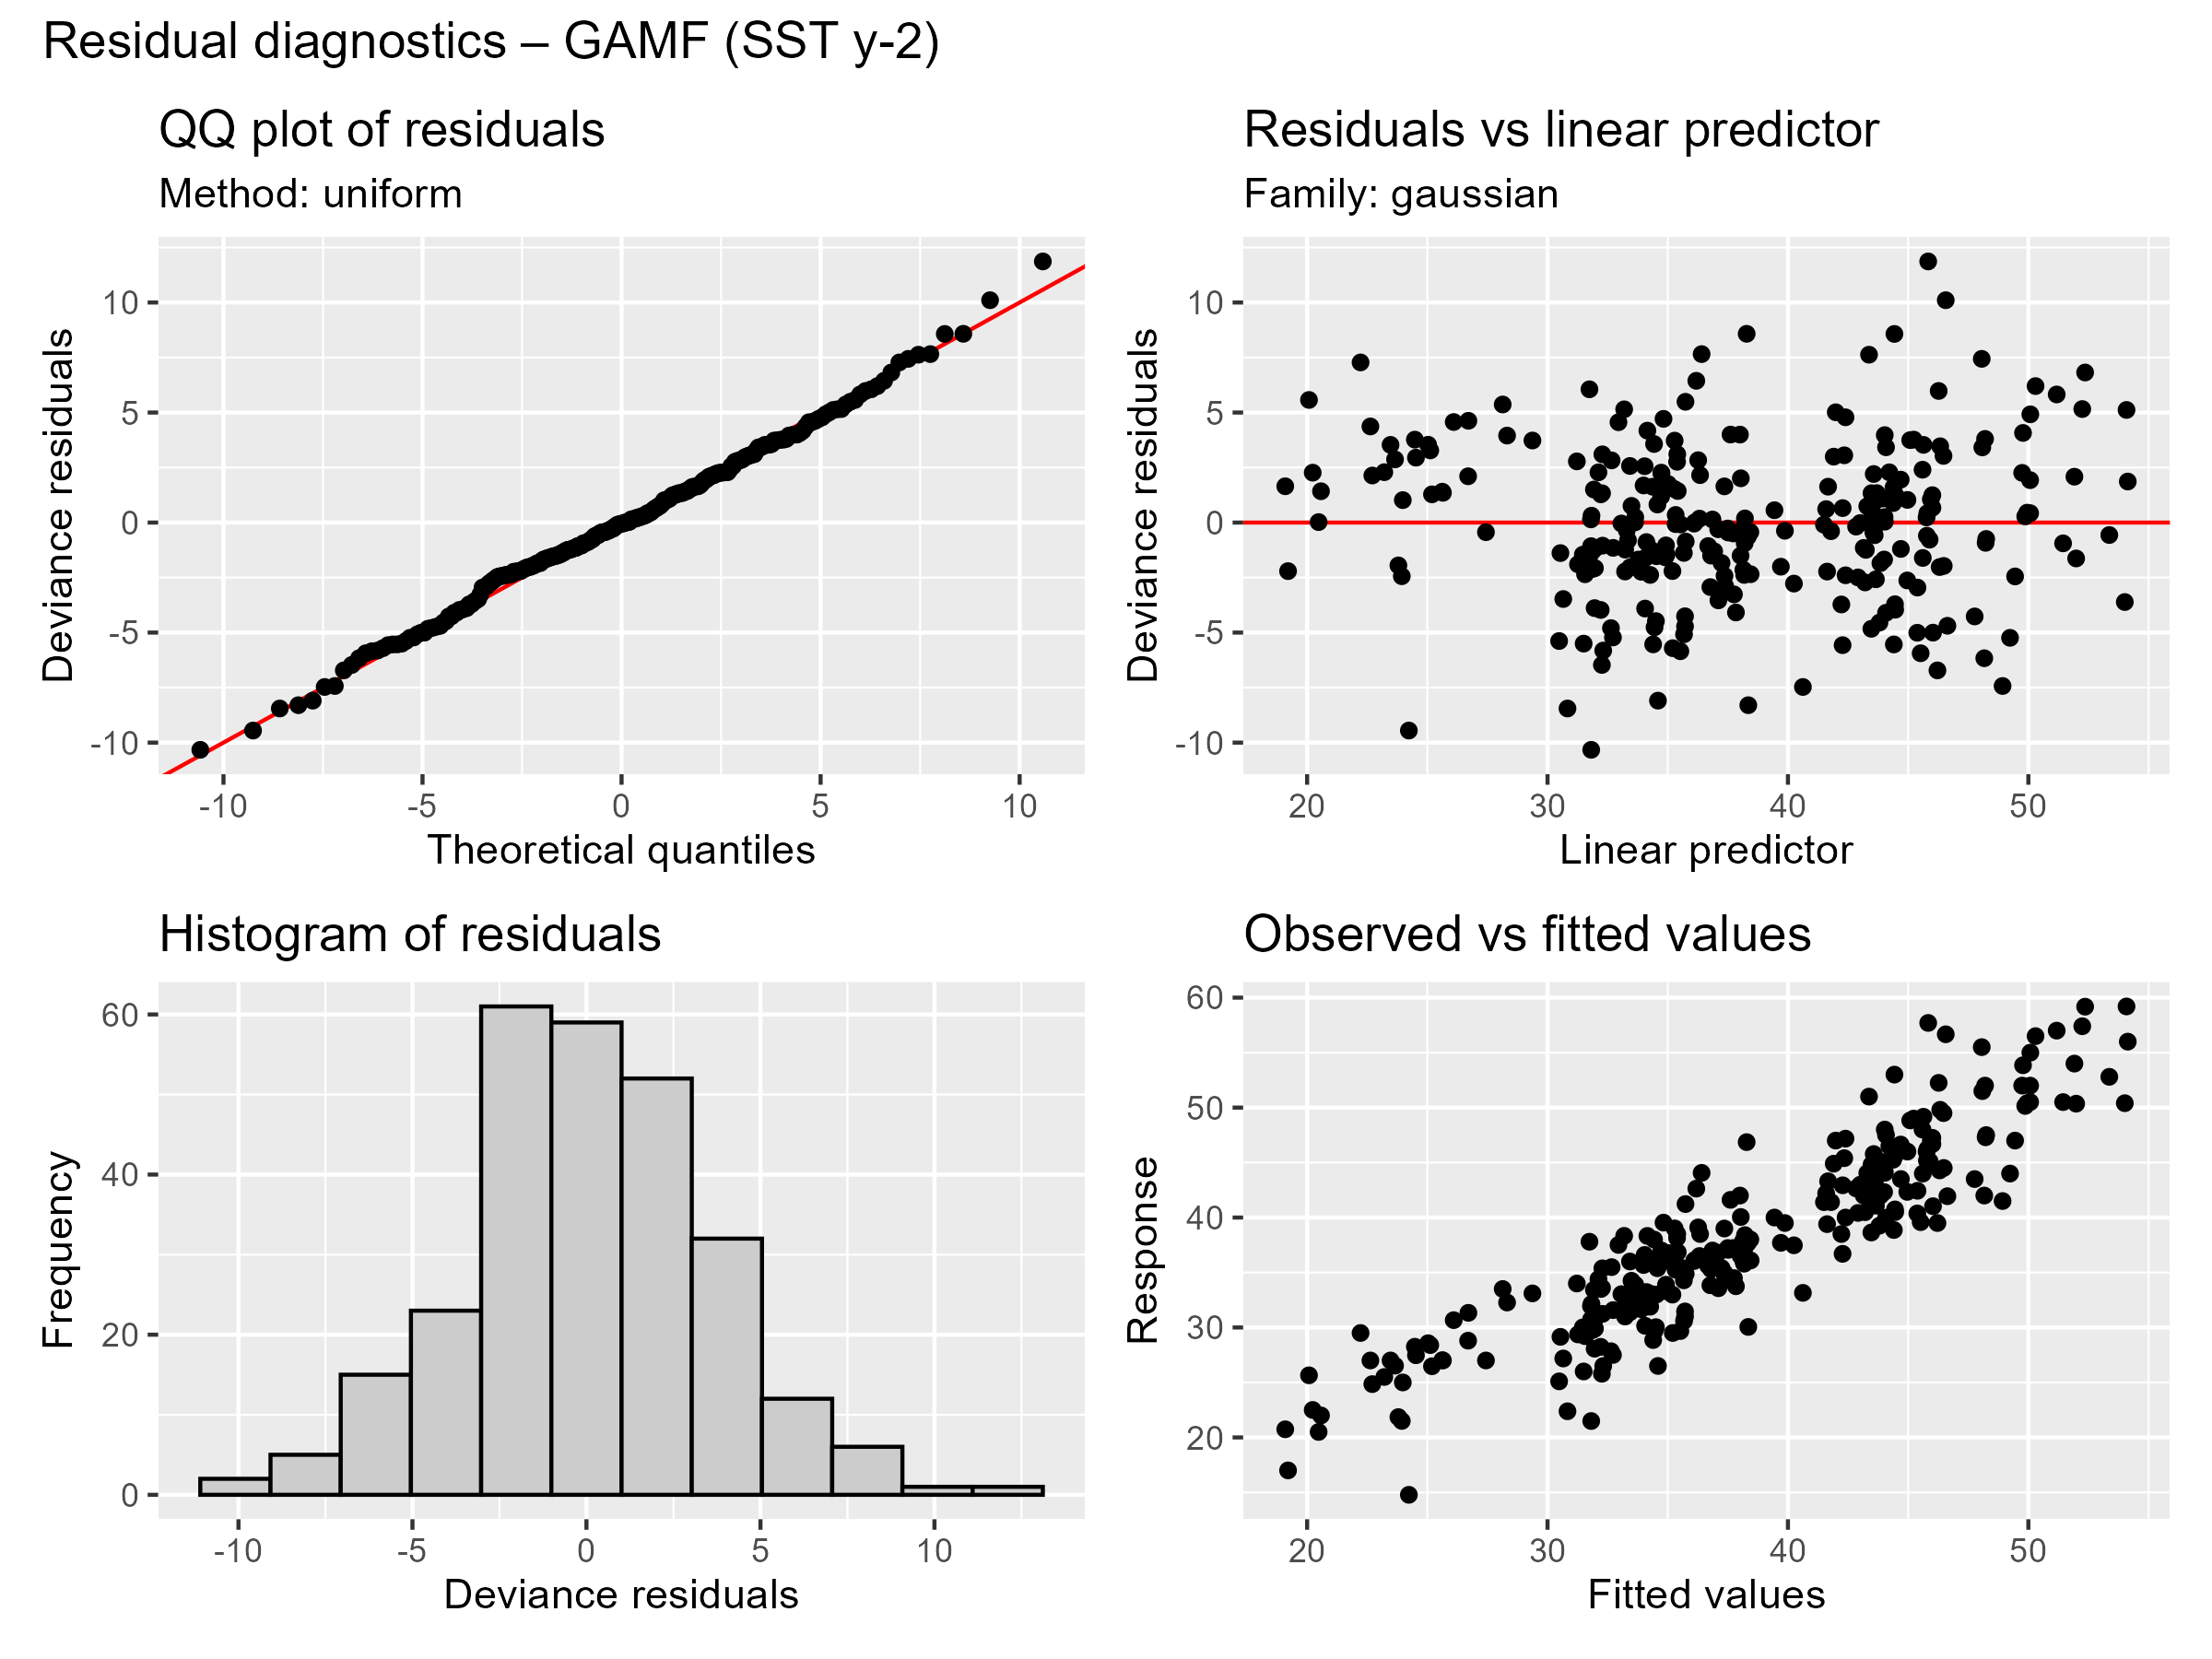 Residual diagnostics – GAMF (SST y-2)
QQ plot of residuals
Method: uniform
Deviance residuals
10
5
0
-5
-10
-10 -5 0 5 10
Theoretical quantiles
Residuals vs linear predictor
Family: gaussian
Deviance residuals
10
5
0
-5
-10
20 30 40 50
Linear predictor
Histogram of residuals
Frequency
60
40
20
0
-10 -5 0 5 10
Deviance residuals
Observed vs fitted values
Response
60
50
40
30
20
20 30 40 50
Fitted values